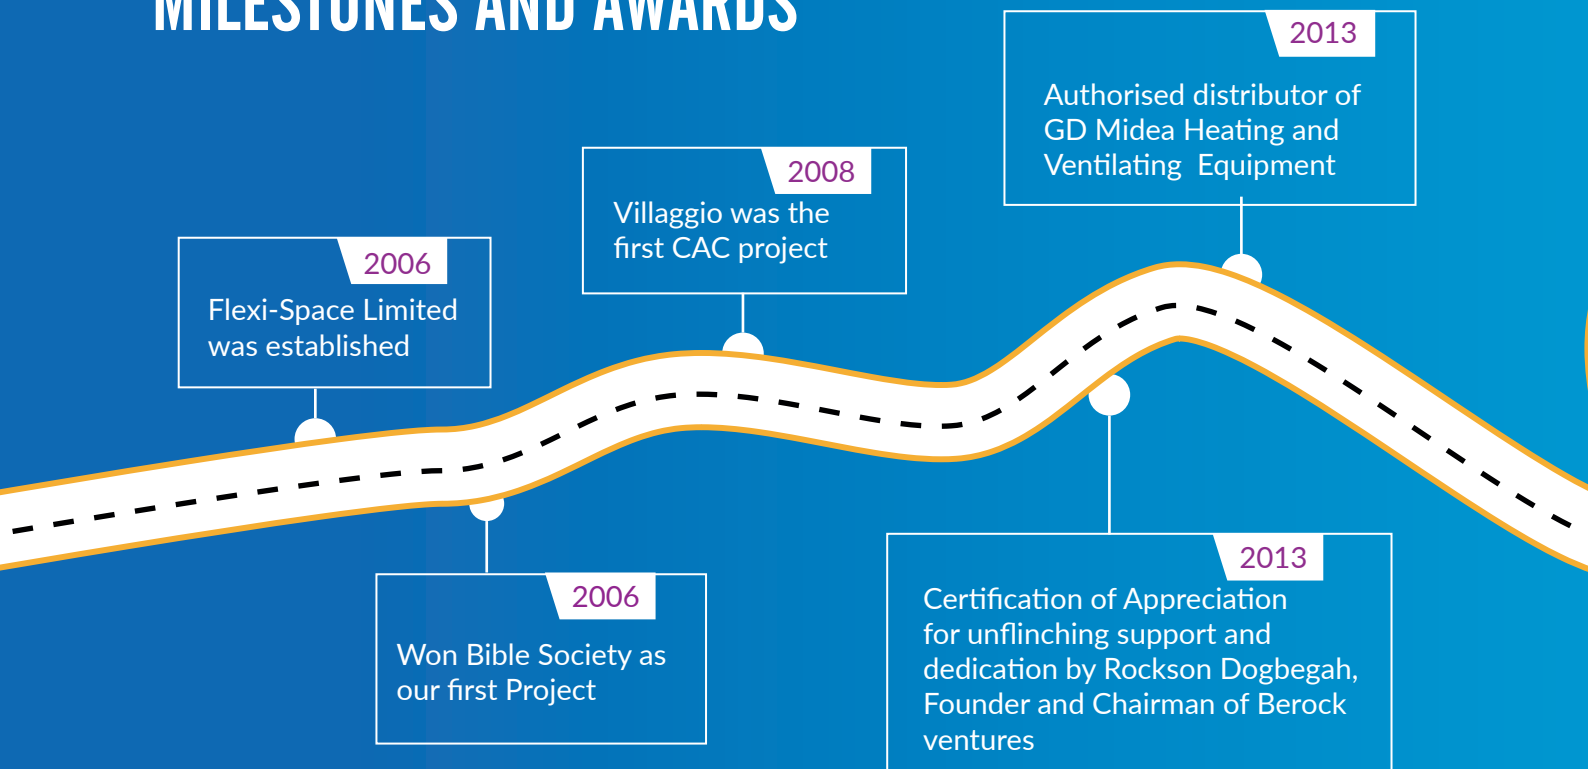 MILESTONES AND AWARDS
2006
Flexi-Space Limited
was established
2006
Won Bible Society as
our first Project
2008
Villaggio was the
first CAC project
2013
Authorised distributor of
GD Midea Heating and
Ventilating  Equipment
2013
Certification of Appreciation
for unflinching support and
dedication by Rockson Dogbegah,
Founder and Chairman of Berock
ventures